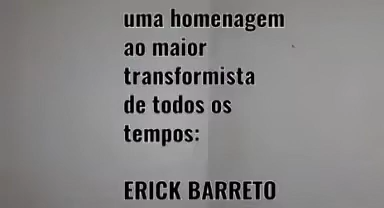 uma homenagem
ao maior
transformista
de todos os
tempos:
ERICK BARRETO